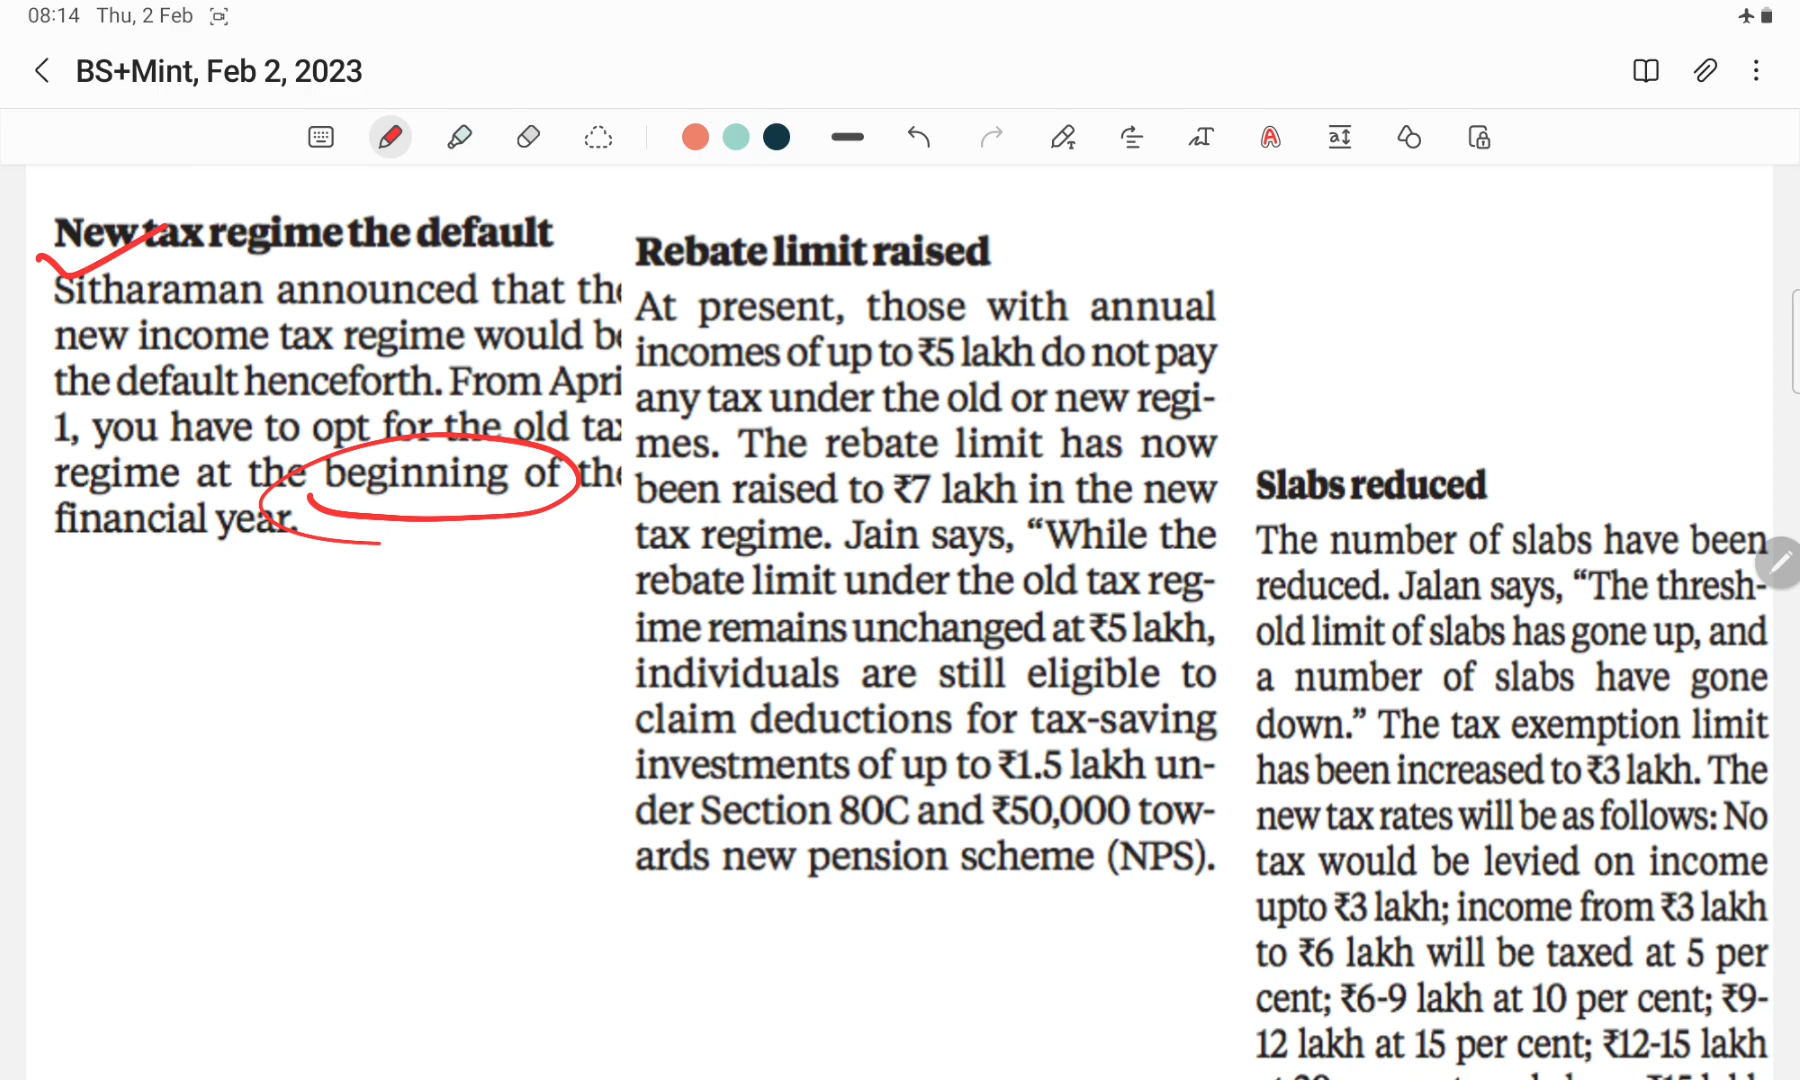 08:14 Thu, 2 Feb
BS+Mint, Feb 2, 2023
New tax regime the default
Sitharaman announced that the
new income tax regime would be
the default henceforth. From Apri
1, you have to opt for the old tax
regime at the beginning of the
financial year.
Rebate limit raised
At present, those with annual
incomes of up to ₹5 lakh do not pay
any tax under the old or new regi-
mes. The rebate limit has now
been raised to ₹7 lakh in the new
tax regime. Jain says, “While the
rebate limit under the old tax reg-
ime remains unchanged at ₹5 lakh,
individuals are still eligible to
claim deductions for tax-saving
investments of up to ₹1.5 lakh un-
der Section 80C and ₹50,000 tow-
ards new pension scheme (NPS).
Slabs reduced
The number of slabs have been
reduced. Jalan says, “The thresh-
old limit of slabs has gone up, and
a number of slabs have gone
down.” The tax exemption limit
has been increased to ₹3 lakh. The
new tax rates will be as follows: No
tax would be levied on income
upto ₹3 lakh; income from ₹3 lakh
to ₹6 lakh will be taxed at 5 per
cent; ₹6-9 lakh at 10 per cent; ₹9-
12 lakh at 15 per cent; ₹12-15 lakh